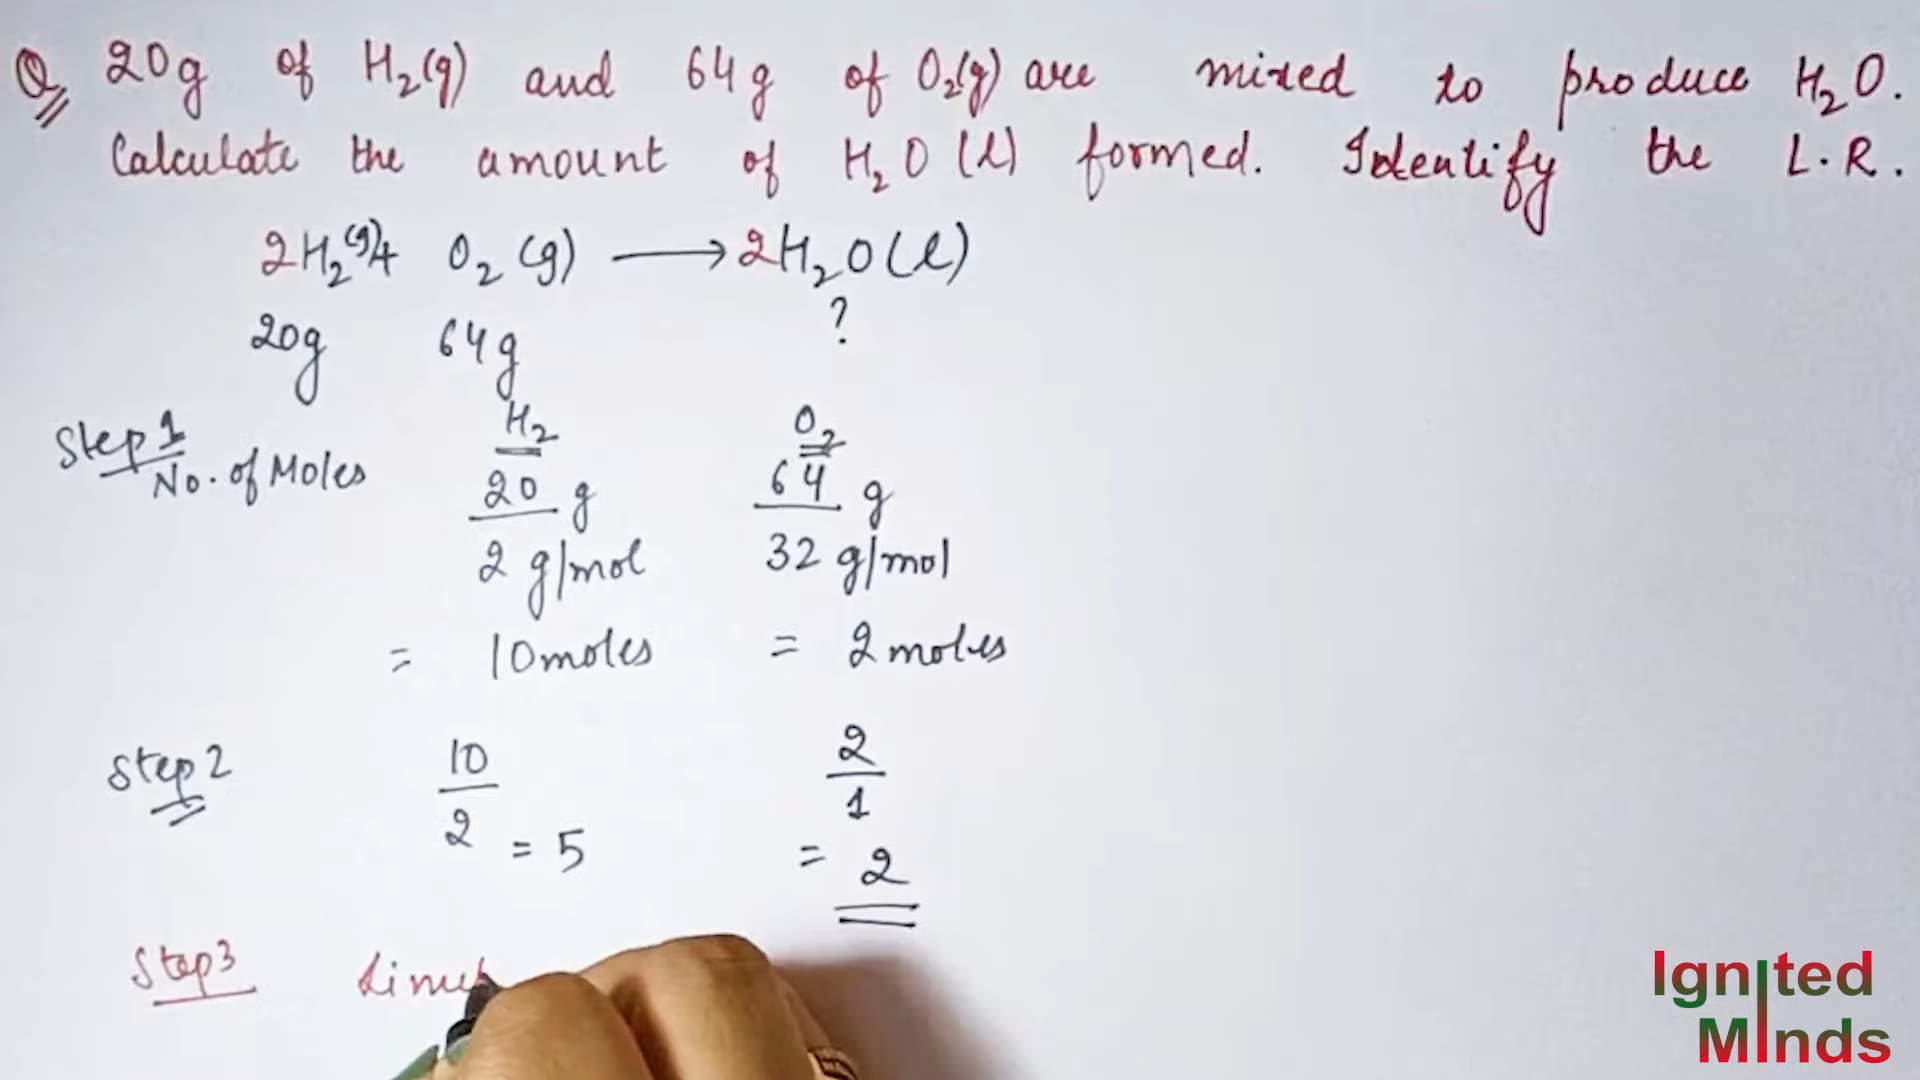 Q 20g of H₂(g) and 64g of O₂(g) are mixed to produce H₂O.
Calculate the amount of H₂O (l) formed. Identify the L.R.
2H₂(g) + O₂(g) ⟶ 2H₂O(l)
20g 64g ?
Step 1 H₂ O₂
No. of Moles 20 g 64 g
2 g/mol 32 g/mol
= 10 moles = 2 moles
Step 2 10 2
2 = 5 1
= 2
Step 3
Ignited
Minds